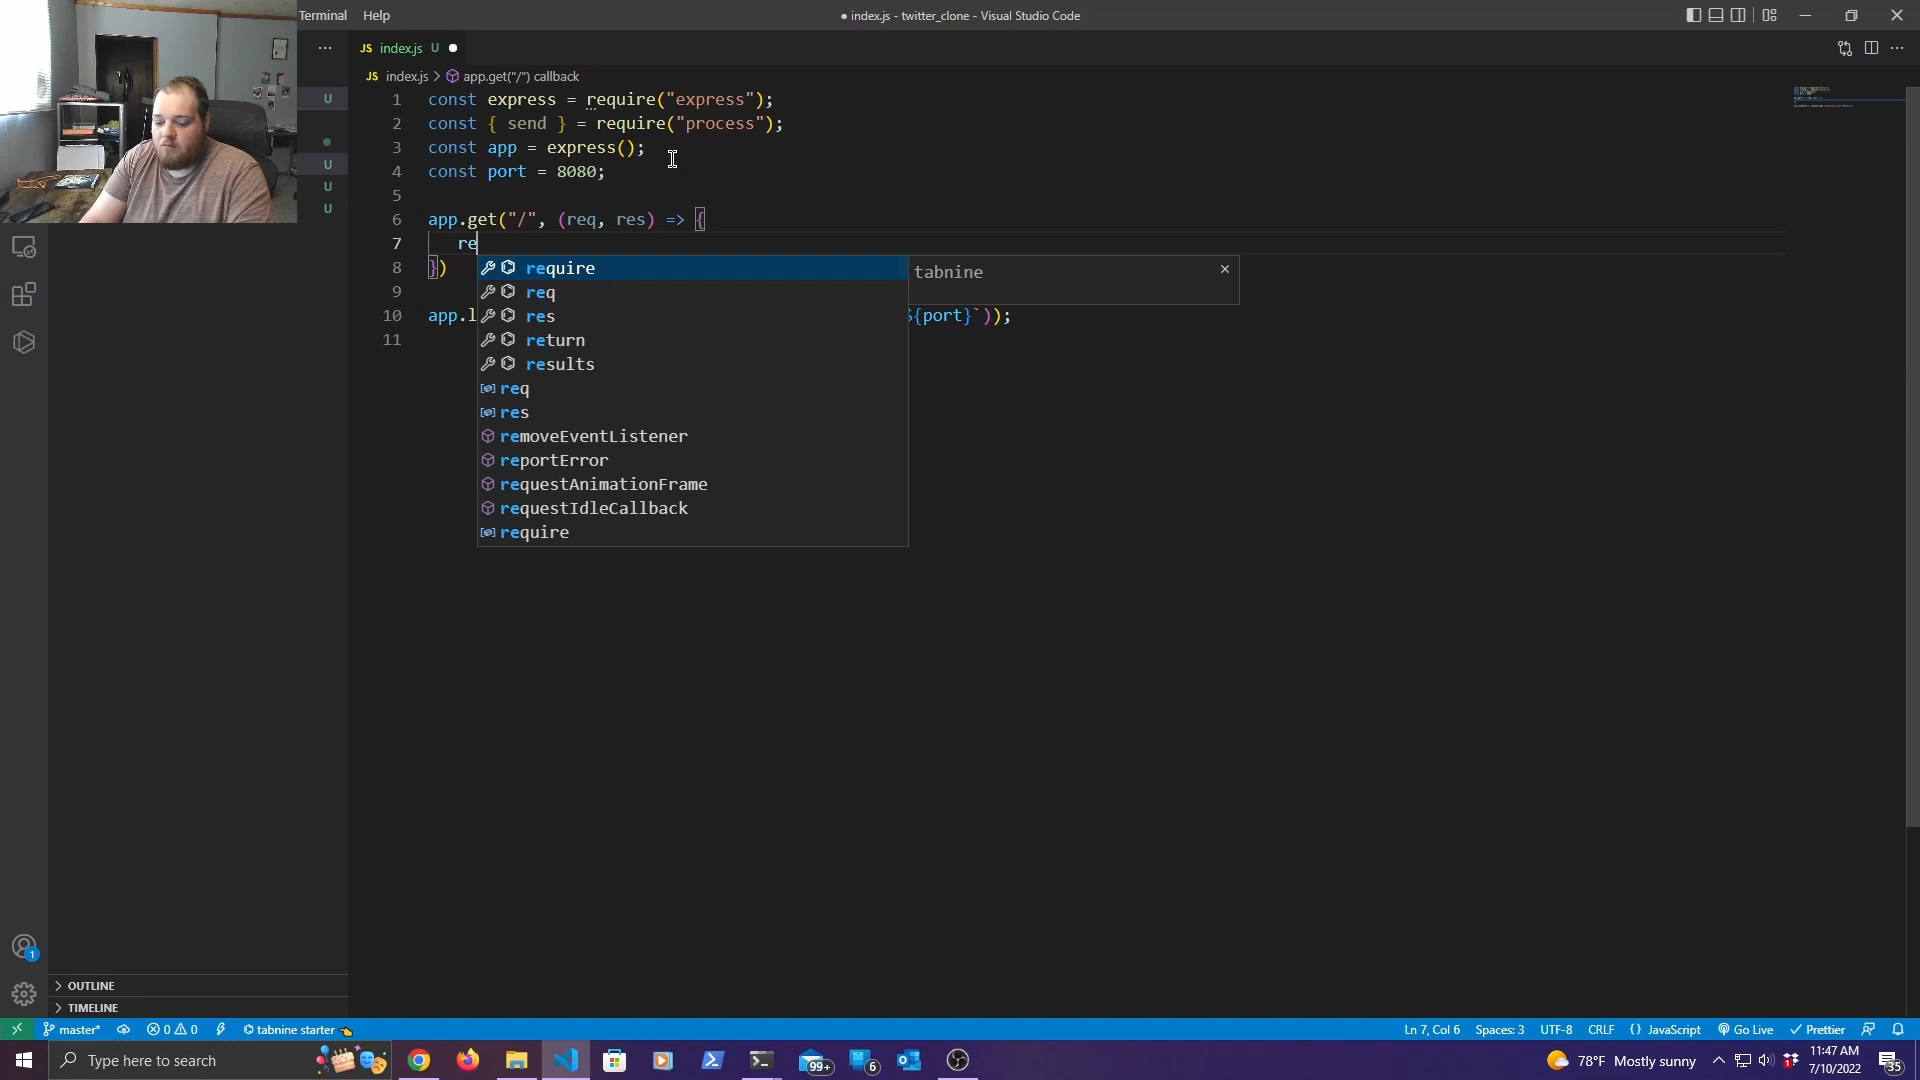 Terminal Help
● index.js - twitter_clone - Visual Studio Code
JS index.js U ●
JS index.js > app.get("/") callback
U
U
U
U
1 const express = require("express");
2 const { send } = require("process");
3 const app = express();
4 const port = 8080;
5
6 app.get("/", (req, res) => {
7 re
8 })
9
10 app.l ${port}`));
11
require
req
res
return
results
req
res
removeEventListener
reportError
requestAnimationFrame
requestIdleCallback
require
tabnine
1
OUTLINE
TIMELINE
master* 0 0 tabnine starter
Ln 7, Col 6 Spaces: 3 UTF-8 CRLF {} JavaScript Go Live Prettier
Type here to search
99+ 6
78°F Mostly sunny
1
11:47 AM
7/10/2022
35